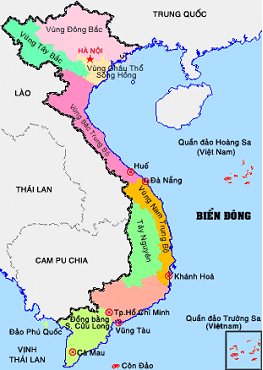 TRUNG QUỐC
Vùng Đông Bắc
Vùng Tây Bắc
HÀ NỘI
Vùng Châu Thổ
Sông Hồng
LÀO
Vùng Bắc Trung Bộ
Quần đảo Hoàng Sa
(Việt Nam)
Huế
Đà Nẵng
THÁI LAN
Vùng Nam Trung Bộ
BIỂN ĐÔNG
Tây Nguyên
CAM PU CHIA
Khánh Hoà
Tp.Hồ Chí Minh
Quần đảo Trường Sa
(Việtnam)
Đồng bằng
S. Cửu Long
Đảo Phú Quốc
Vũng Tàu
VỊNH
THÁI LAN
Cà Mau
Côn Đảo